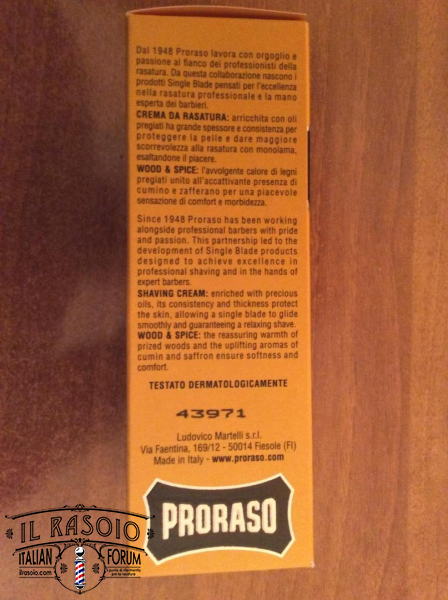 Dal 1948 Proraso lavora con orgoglio e
passione al fianco dei professionisti della
rasatura. Da questa collaborazione nascono i
prodotti Single Blade pensati per l'eccellenza
nella rasatura professionale e la mano
esperta dei barbieri.
CREMA DA RASATURA: arricchita con oli
pregiati ha grande spessore e consistenza per
proteggere la pelle e dare maggiore
scorrevolezza alla rasatura con monolama,
esaltandone il piacere.
WOOD & SPICE: l'avvolgente calore di legni
pregiati unito all'accattivante presenza di
cumino e zafferano per una piacevole
sensazione di comfort e morbidezza.
Since 1948 Proraso has been working
alongside professional barbers with pride
and passion. This partnership led to the
development of Single Blade products
designed to achieve excellence in
professional shaving and in the hands of
expert barbers.
SHAVING CREAM: enriched with precious
oils, its consistency and thickness protect
the skin, allowing a single blade to glide
smoothly and guaranteeing a relaxing shave.
WOOD & SPICE: the reassuring warmth of
prized woods and the uplifting aromas of
cumin and saffron ensure softness and
comfort.
TESTATO DERMATOLOGICAMENTE
43971
Ludovico Martelli s.r.l.
Via Faentina, 169/12 - 50014 Fiesole (FI)
Made in Italy - www.proraso.com
PRORASO
IL RASOIO
ITALIAN FORUM
ilrasoio.com